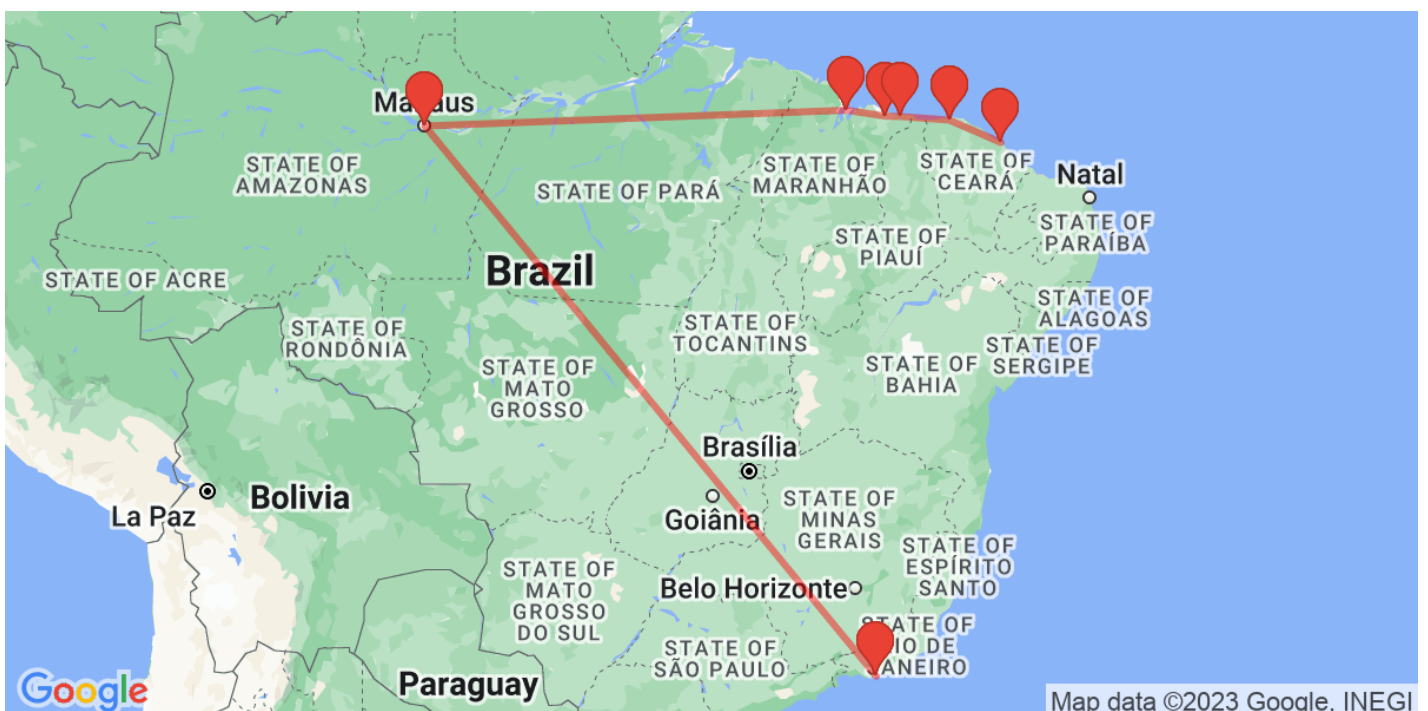 Manaus
STATE OF
AMAZONAS
STATE OF PARÁ
STATE OF
MARANHÃO
STATE OF
CEARÁ
Natal
STATE OF
PARAÍBA
STATE OF
PIAUÍ
Brazil
STATE OF ACRE
STATE OF
RONDÔNIA
STATE OF
TOCANTINS
STATE OF
ALAGOAS
STATE OF
SERGIPE
STATE OF
BAHIA
STATE OF
MATO
GROSSO
Brasília
La Paz
Bolivia
Goiânia
STATE OF
MINAS
GERAIS
STATE OF
ESPÍRITO
SANTO
STATE OF
MATO
GROSSO
DO SUL
Belo Horizonte
STATE OF
RIO DE
JANEIRO
STATE OF
SÃO PAULO
Paraguay
Google
Map data ©2023 Google, INEGI